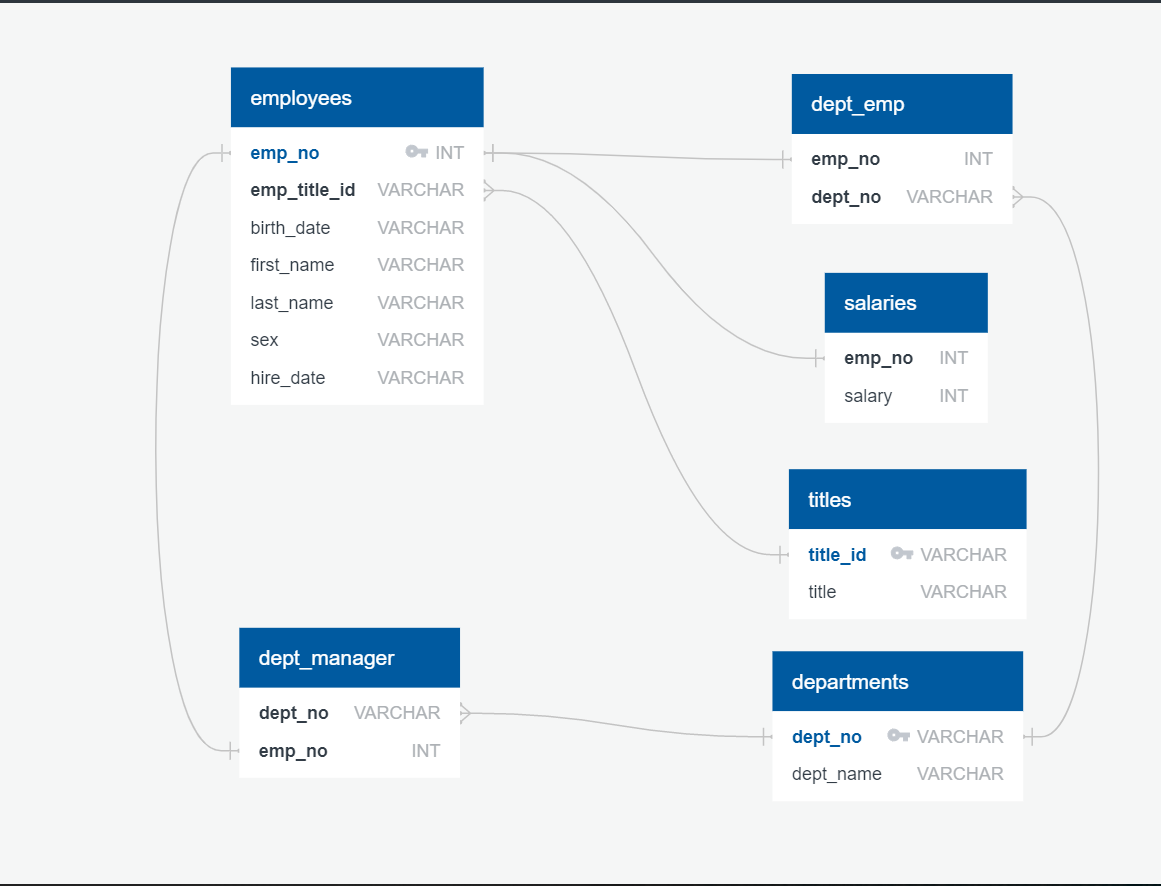 employees
emp_no INT
emp_title_id VARCHAR
birth_date VARCHAR
first_name VARCHAR
last_name VARCHAR
sex VARCHAR
hire_date VARCHAR
dept_emp
emp_no INT
dept_no VARCHAR
salaries
emp_no INT
salary INT
titles
title_id VARCHAR
title VARCHAR
dept_manager
dept_no VARCHAR
emp_no INT
departments
dept_no VARCHAR
dept_name VARCHAR